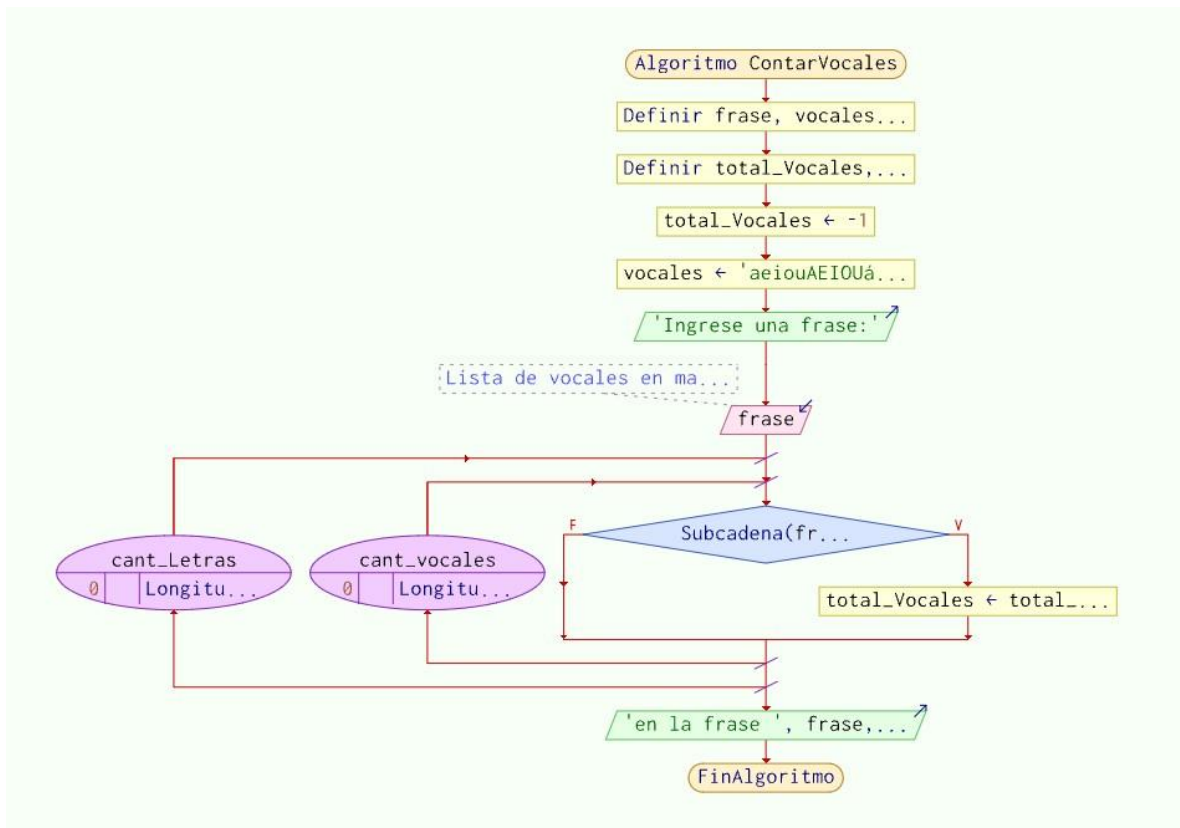 Algoritmo ContarVocales
Definir frase, vocales...
Definir total_Vocales,...
total_Vocales ← -1
vocales ← 'aeiouAEIOUá...
'Ingrese una frase:'
Lista de vocales en ma...
frase
F
Subcadena(fr...
V
cant_Letras
0 Longitu...
cant_vocales
0 Longitu...
total_Vocales ← total_...
'en la frase ', frase,...
FinAlgoritmo